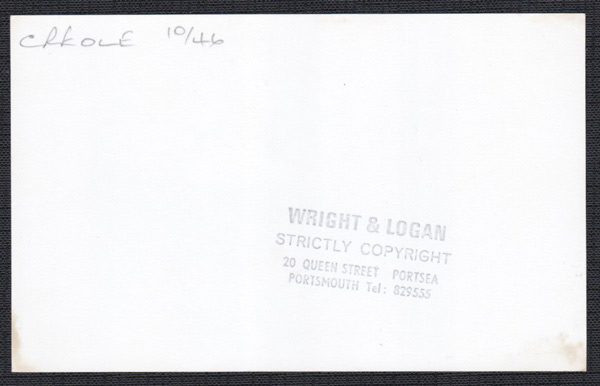 CREOLE 10/46
WRIGHT & LOGAN
STRICTLY COPYRIGHT
20 QUEEN STREET PORTSEA
PORTSMOUTH Tel: 829555